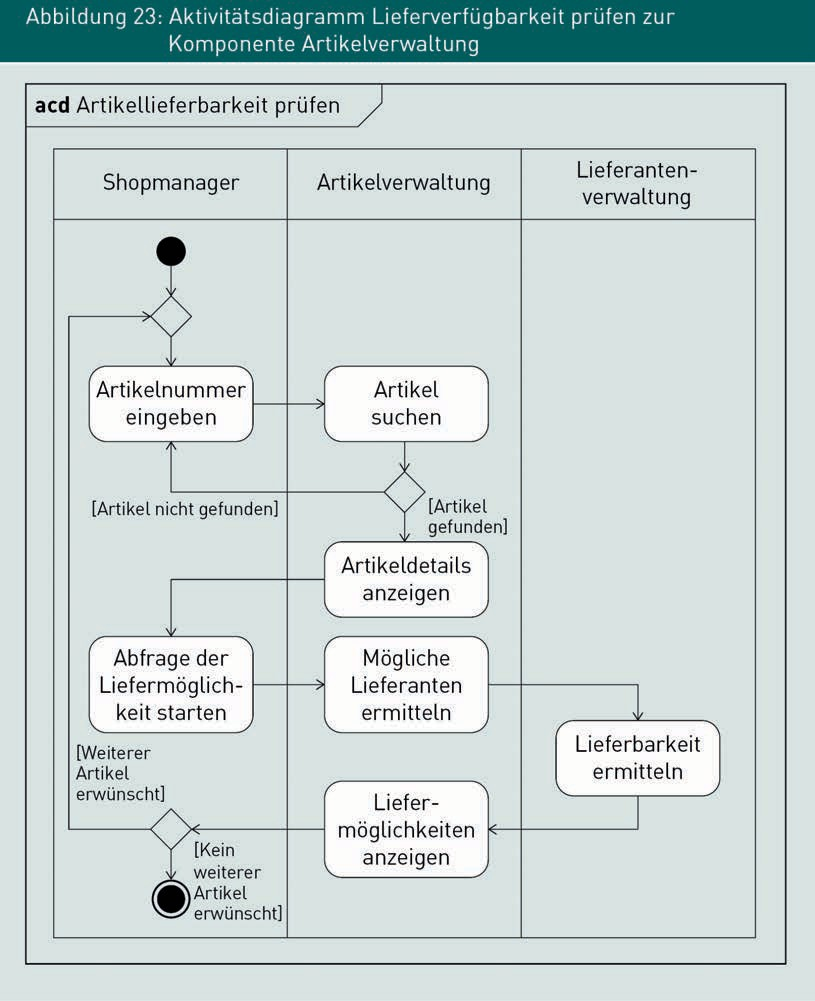 Abbildung 23: Aktivitätsdiagramm Lieferverfügbarkeit prüfen zur
Komponente Artikelverwaltung
acd Artikellieferbarkeit prüfen
Shopmanager
Artikelverwaltung
Lieferanten-
verwaltung
Artikelnummer
eingeben
Artikel
suchen
[Artikel nicht gefunden]
[Artikel
gefunden]
Artikeldetails
anzeigen
Abfrage der
Liefermöglich-
keit starten
Mögliche
Lieferanten
ermitteln
Lieferbarkeit
ermitteln
[Weiterer
Artikel
erwünscht]
Liefer-
möglichkeiten
anzeigen
[Kein
weiterer
Artikel
erwünscht]